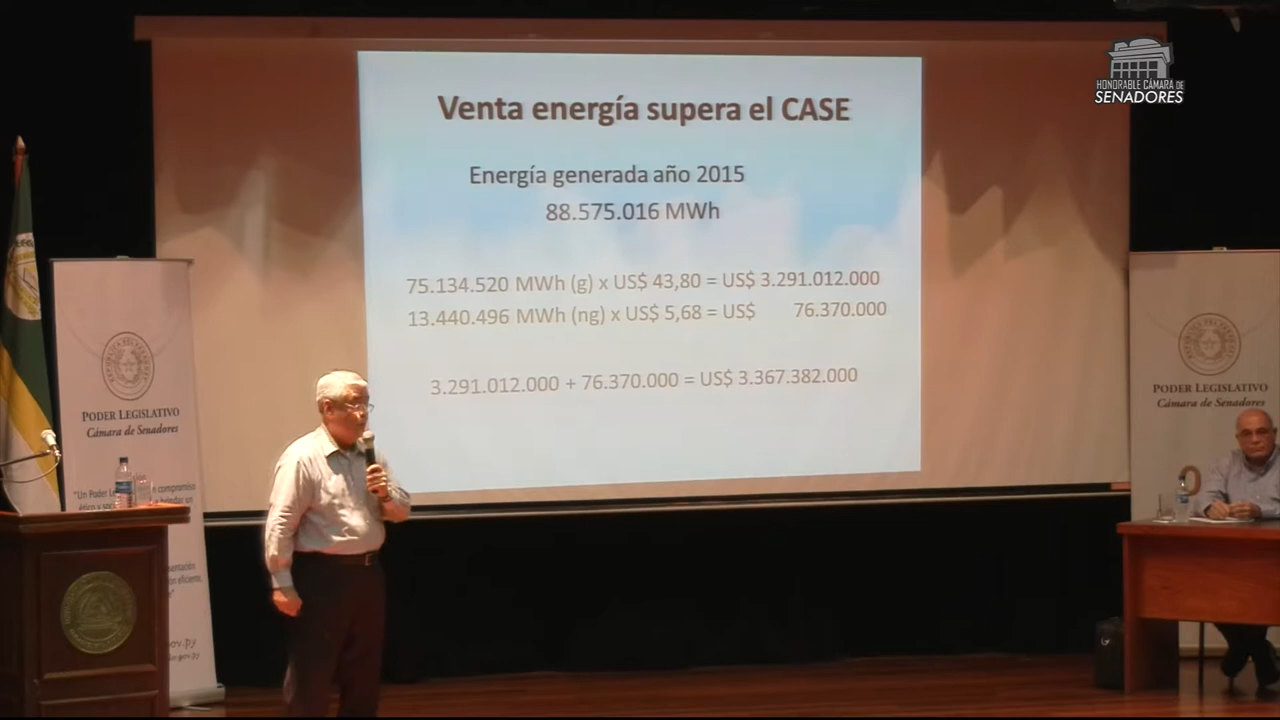 HONORABLE CÁMARA DE
SENADORES
Venta energía supera el CASE
Energía generada año 2015
88.575.016 MWh
75.134.520 MWh (g) x US$ 43,80 = US$ 3.291.012.000
13.440.496 MWh (ng) x US$ 5,68 = US$ 76.370.000
3.291.012.000 + 76.370.000 = US$ 3.367.382.000
PODER LEGISLATIVO
Cámara de Senadores
"Un Poder
compromiso
PODER LEGISLATIVO
Cámara de Senadores